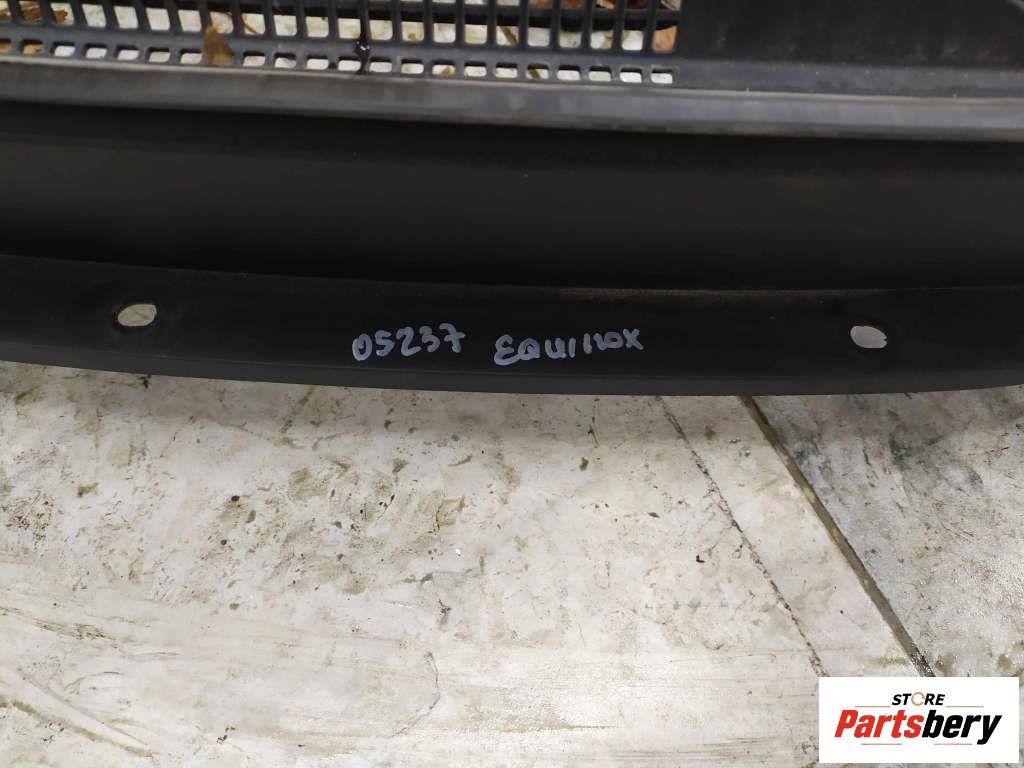 05237 EQUINOX
STORE
Partsbery